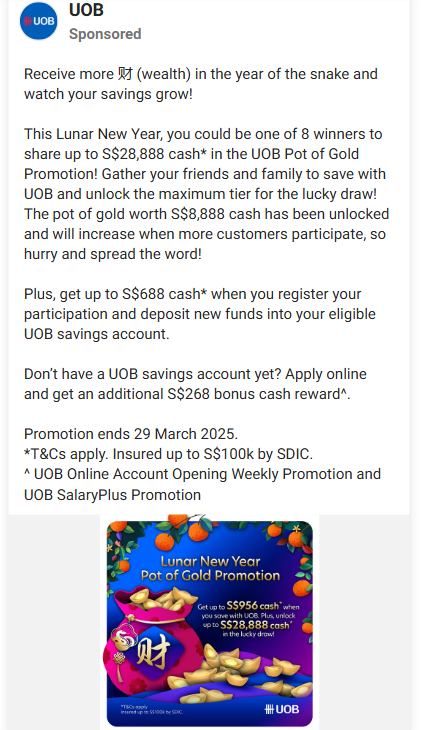 UOB
UOB
Sponsored
Receive more 财 (wealth) in the year of the snake and
watch your savings grow!
This Lunar New Year, you could be one of 8 winners to
share up to S$28,888 cash* in the UOB Pot of Gold
Promotion! Gather your friends and family to save with
UOB and unlock the maximum tier for the lucky draw!
The pot of gold worth S$8,888 cash has been unlocked
and will increase when more customers participate, so
hurry and spread the word!
Plus, get up to S$688 cash* when you register your
participation and deposit new funds into your eligible
UOB savings account.
Don’t have a UOB savings account yet? Apply online
and get an additional S$268 bonus cash reward^.
Promotion ends 29 March 2025.
*T&Cs apply. Insured up to S$100k by SDIC.
^ UOB Online Account Opening Weekly Promotion and
UOB SalaryPlus Promotion
Lunar New Year
Pot of Gold Promotion
Get up to S$956 cash* when
you save with UOB. Plus, unlock
up to S$28,888 cash*
in the lucky draw!
财
*T&Cs apply
Insured up to S$100k by SDIC.
UOB